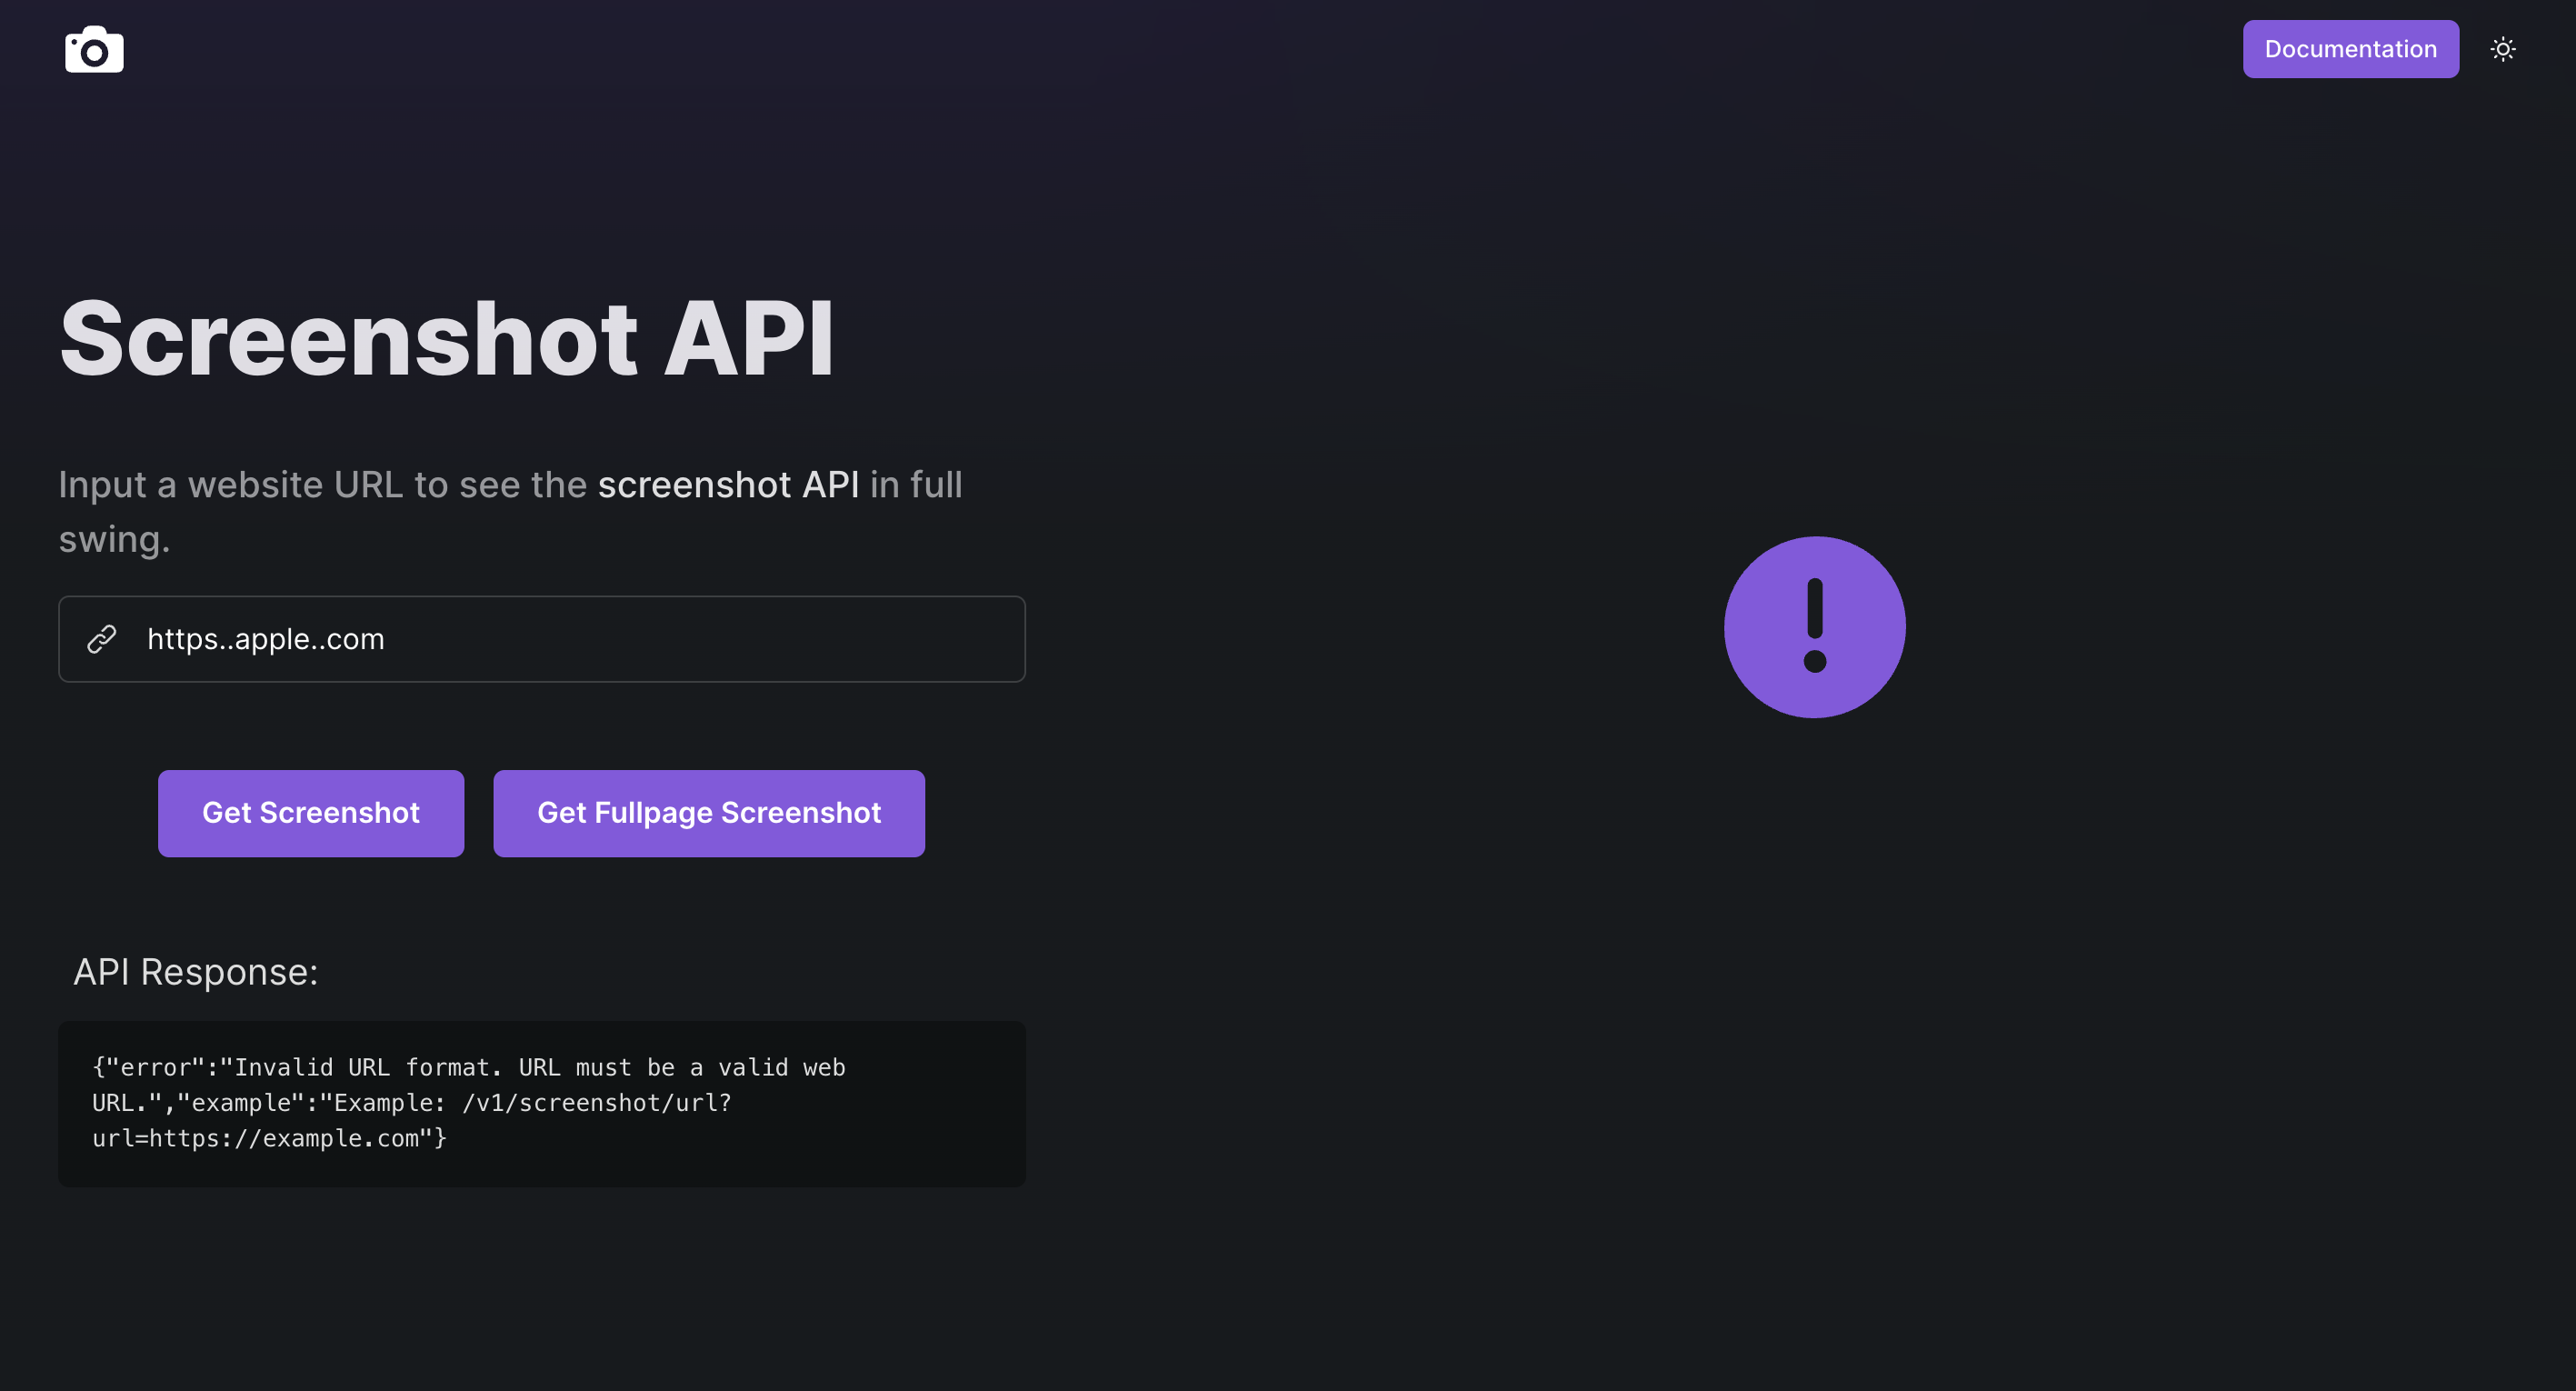 Documentation
Screenshot API
Input a website URL to see the screenshot API in full
swing.
https..apple..com
Get Screenshot
Get Fullpage Screenshot
API Response:
{"error":"Invalid URL format. URL must be a valid web
URL.","example":"Example: /v1/screenshot/url?
url=https://example.com"}